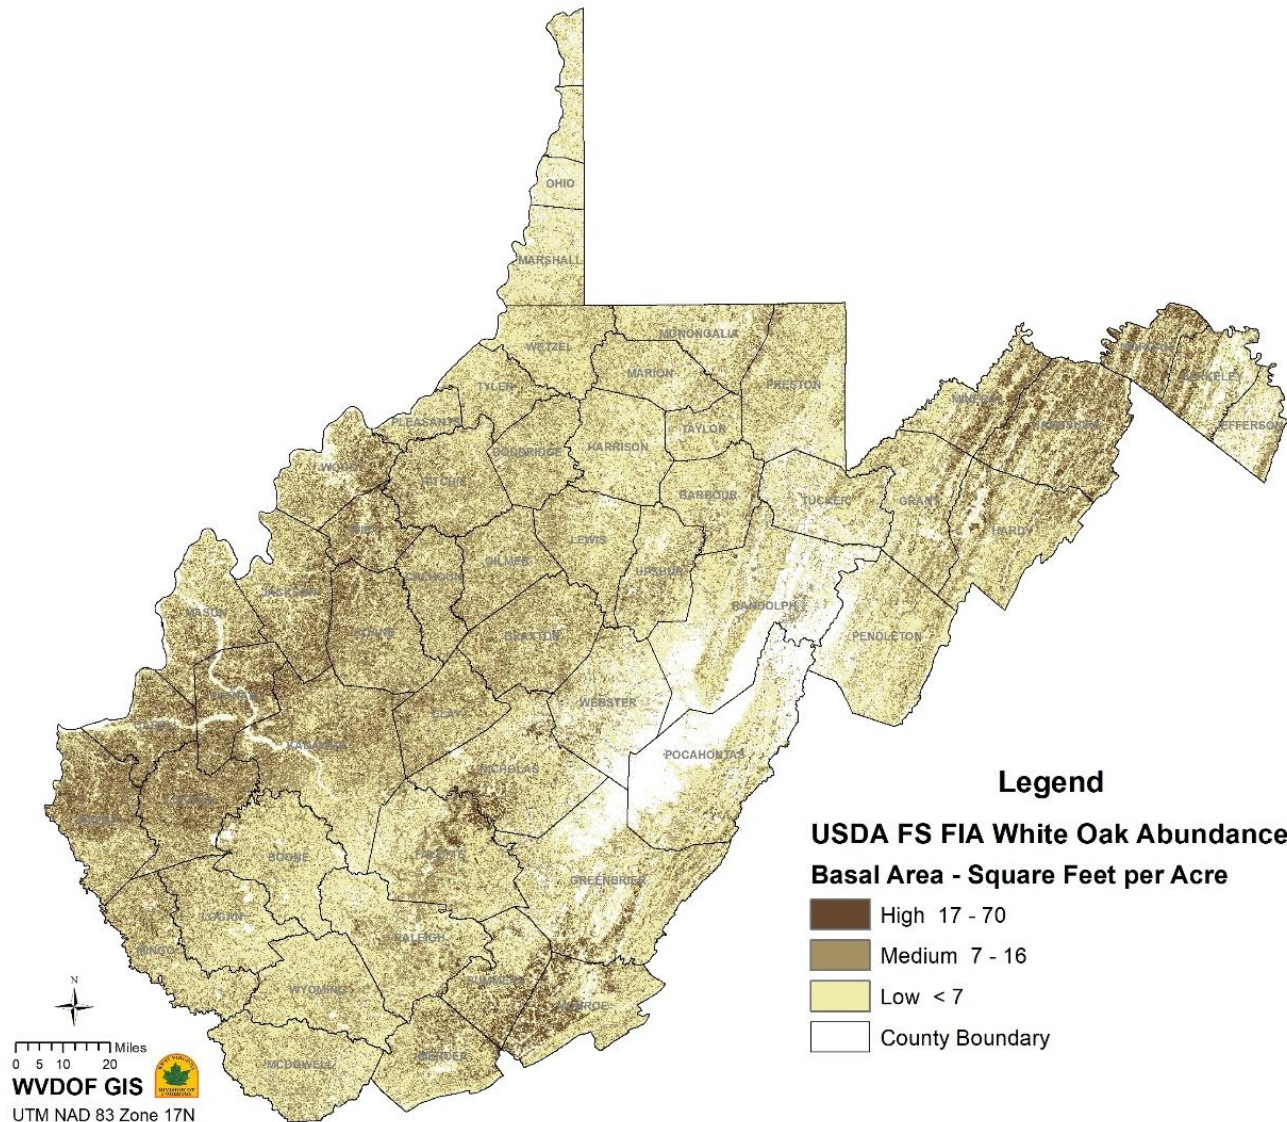 OHIO
MARSHALL
MONONGALIA
WETZEL
MARION
PRESTON
TYLER
MINERAL
MORGAN
BERKELEY
PLEASANTS
TAYLOR
HAMPSHIRE
JEFFERSON
DODDRIDGE
HARRISON
WOOD
RITCHIE
BARBOUR
TUCKER
GRANT
WIRT
HARDY
LEWIS
GILMER
UPSHUR
CALHOUN
JACKSON
RANDOLPH
MASON
ROANE
BRAXTON
PENDLETON
PUTNAM
WEBSTER
CLAY
CABELL
KANAWHA
POCAHONTAS
NICHOLAS
LINCOLN
WAYNE
BOONE
FAYETTE
GREENBRIER
LOGAN
RALEIGH
MINGO
SUMMERS
WYOMING
MONROE
MERCER
MCDOWELL
Legend
USDA FS FIA White Oak Abundance
Basal Area - Square Feet per Acre
High 17 - 70
Medium 7 - 16
Low < 7
County Boundary
N
Miles
0 5 10 20
WVDOF GIS
UTM NAD 83 Zone 17N